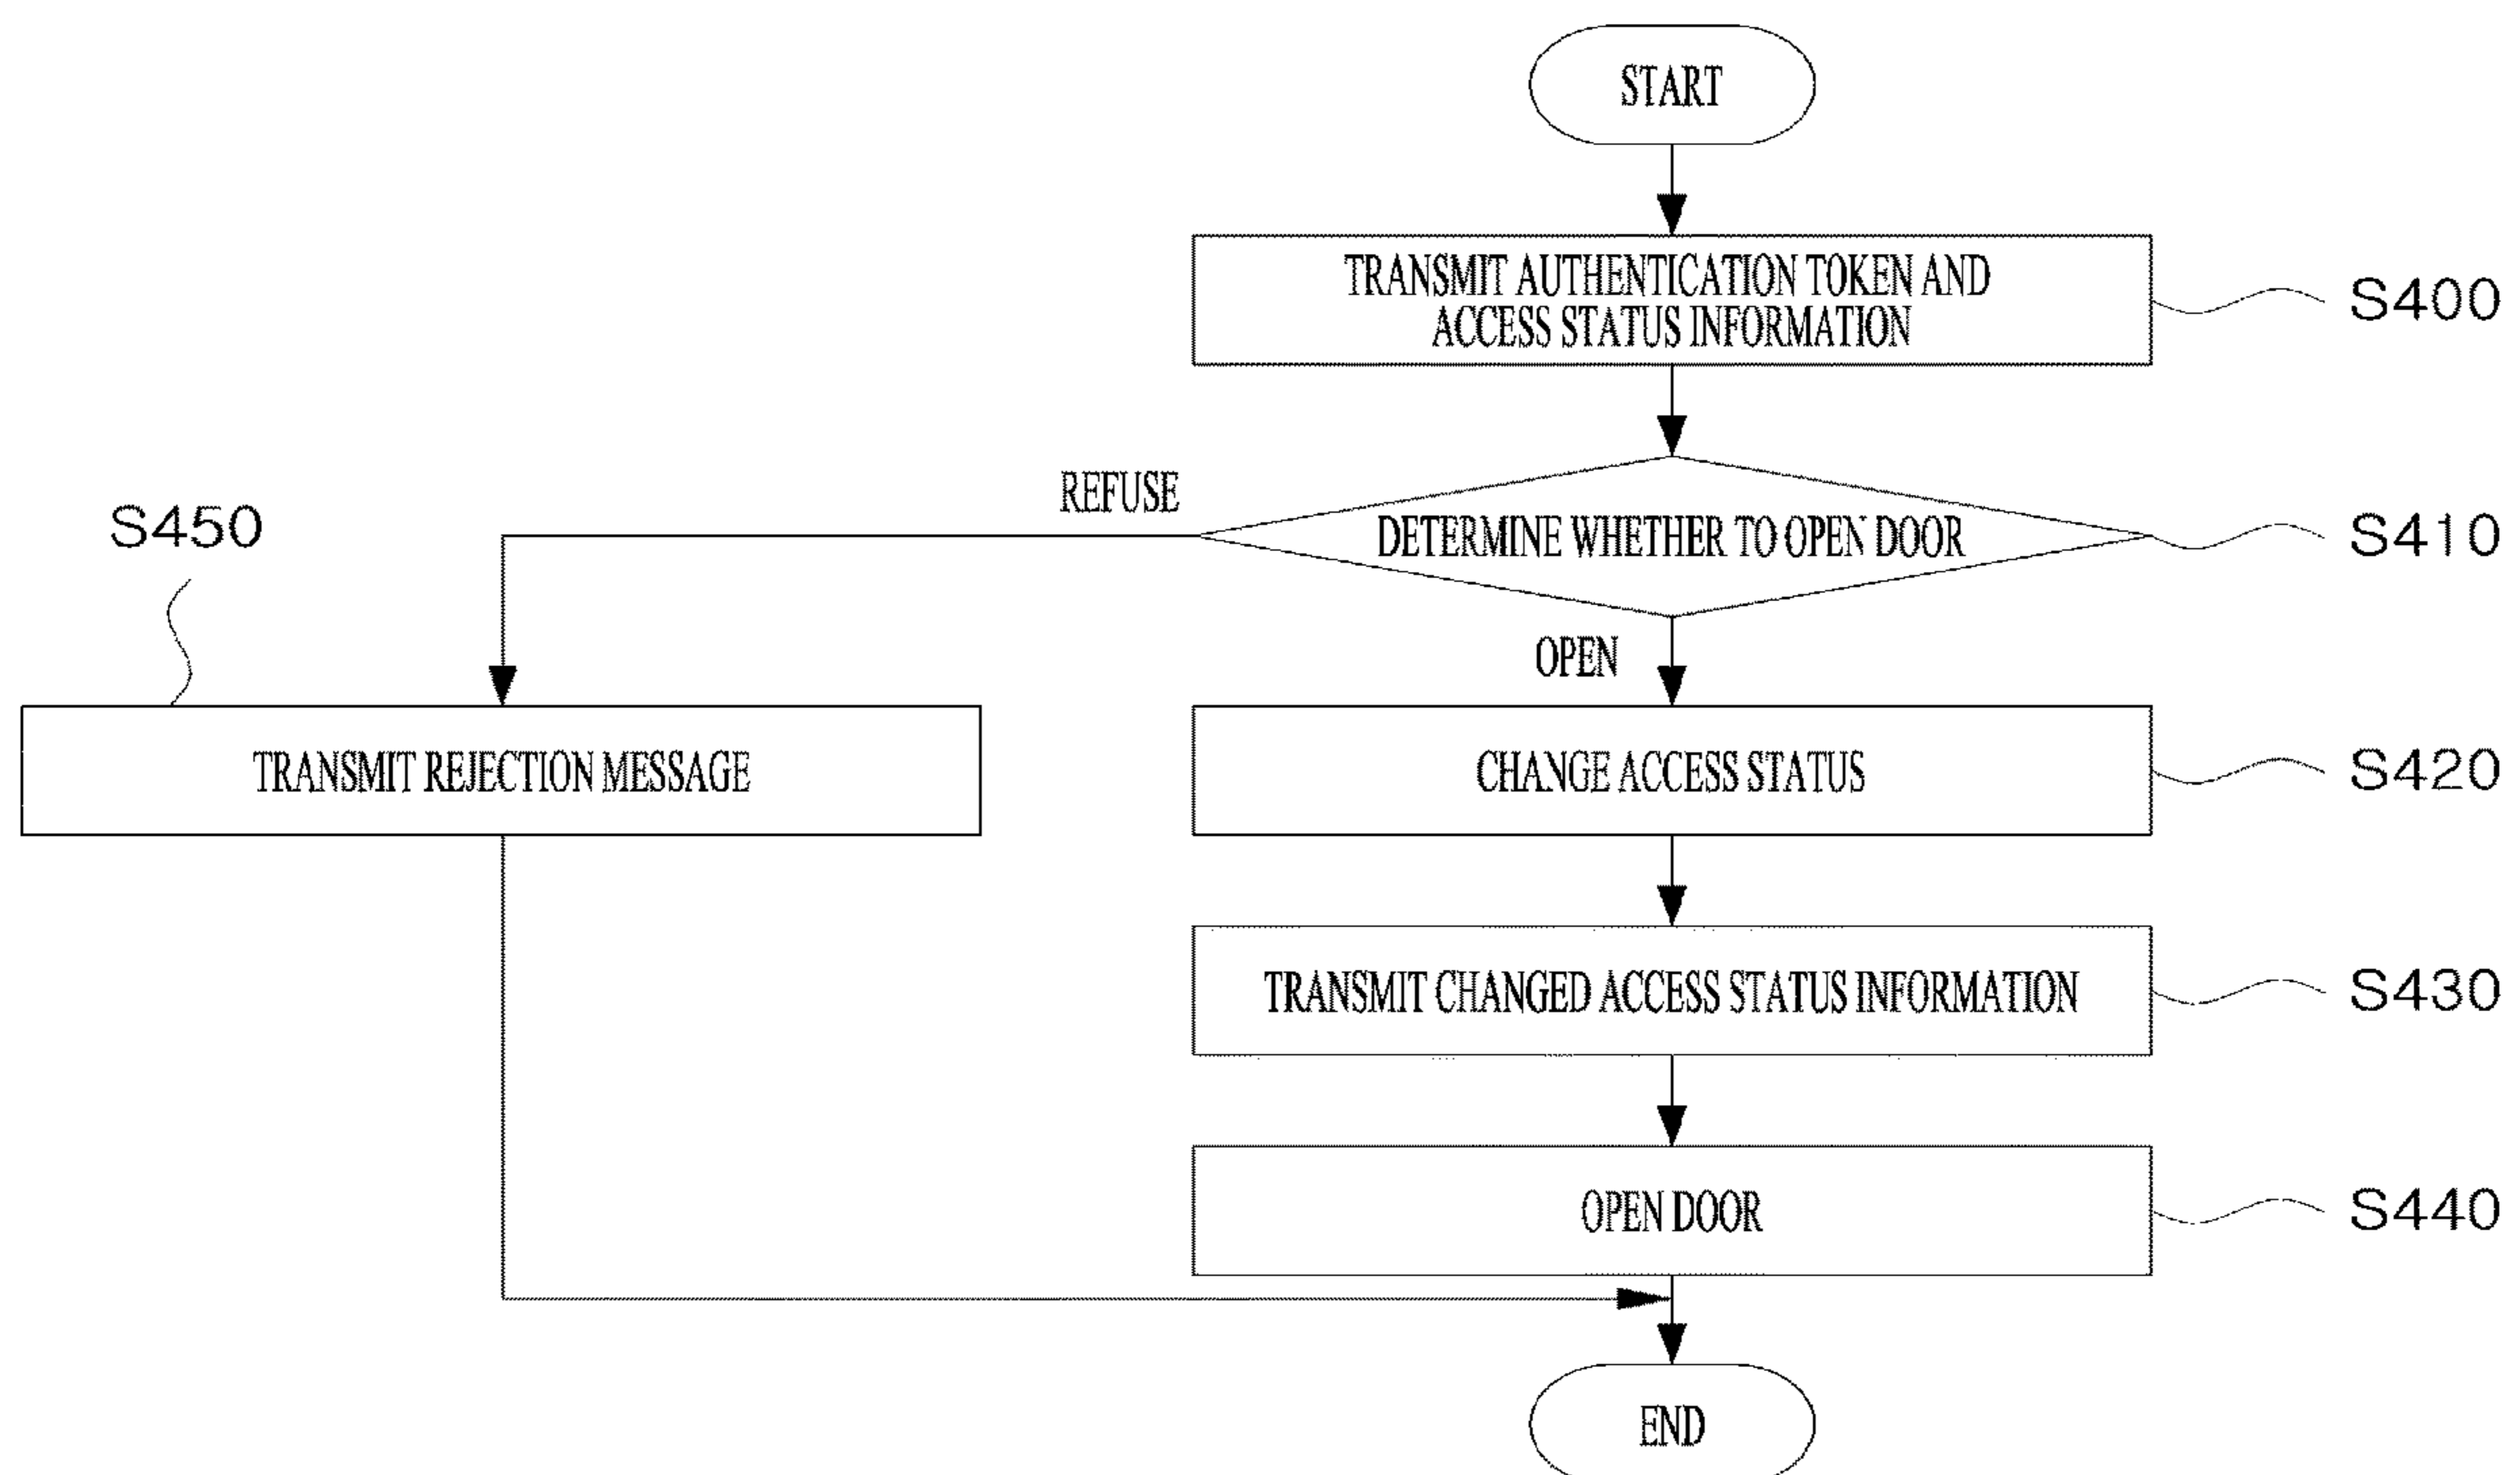 START
TRANSMIT AUTHENTICATION TOKEN AND
ACCESS STATUS INFORMATION
S400
REFUSE
DETERMINE WHETHER TO OPEN DOOR
S410
S450
OPEN
TRANSMIT REJECTION MESSAGE
CHANGE ACCESS STATUS
S420
TRANSMIT CHANGED ACCESS STATUS INFORMATION
S430
OPEN DOOR
S440
END